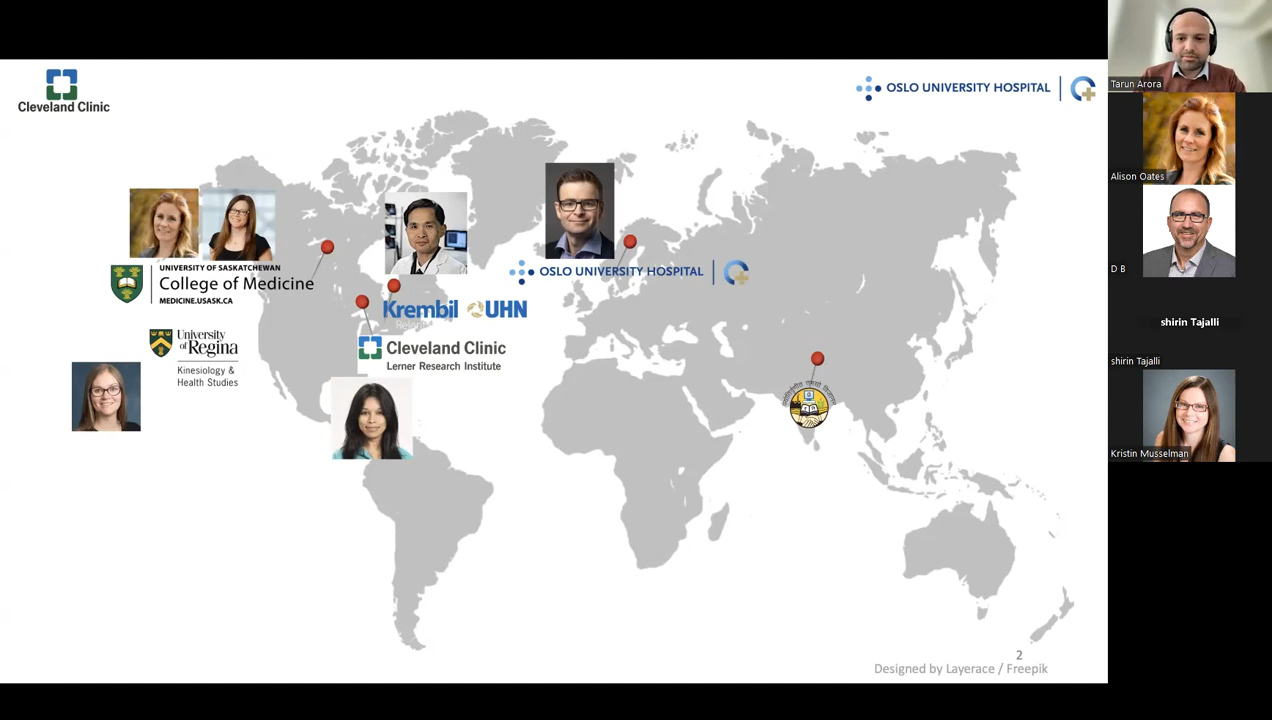 Cleveland Clinic
OSLO UNIVERSITY HOSPITAL
UNIVERSITY OF SASKATCHEWAN
College of Medicine
MEDICINE.USASK.CA
University
of Regina
Kinesiology &
Health Studies
Krembil UHN
Cleveland Clinic
Lerner Research Institute
OSLO UNIVERSITY HOSPITAL
2
Designed by Layerace / Freepik
Tarun Arora
Alison Oates
D B
shirin Tajalli
shirin Tajalli
Kristin Musselman